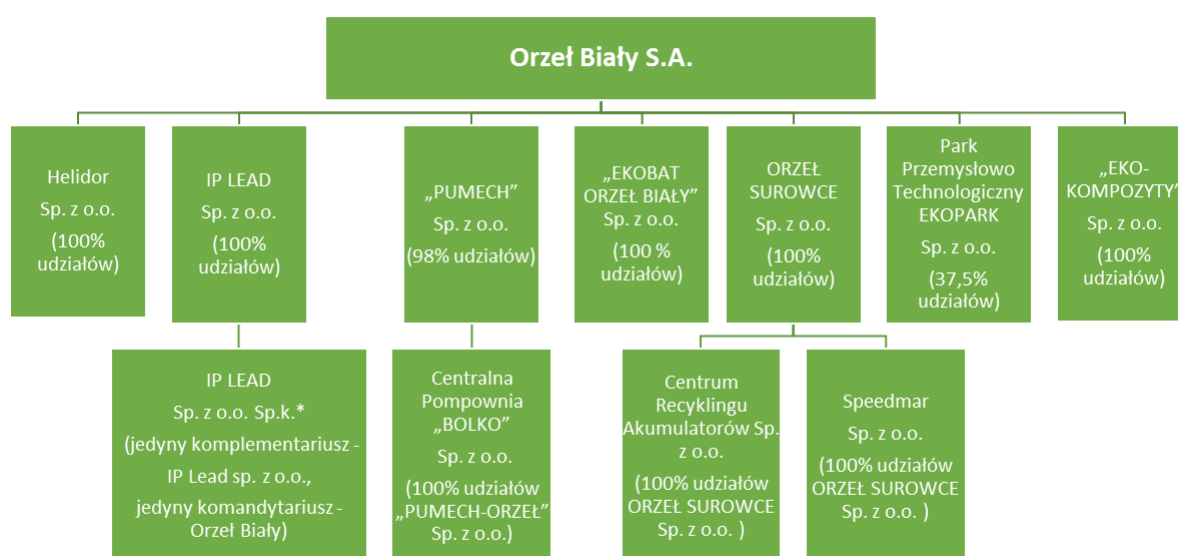 Orzeł Biały S.A.
Helidor
Sp. z o.o.
(100%
udziałów)
IP LEAD
Sp. z o.o.
(100%
udziałów)
„PUMECH”
Sp. z o.o.
(98% udziałów)
„EKOBAT
ORZEŁ BIAŁY”
Sp. z o.o.
(100 %
udziałów)
ORZEŁ
SUROWCE
Sp. z o.o.
(100%
udziałów)
Park
Przemysłowo
Technologiczny
EKOPARK
Sp. z o.o.
(37,5%
udziałów)
„EKO-
KOMPOZYTY”
Sp. z o.o.
(100%
udziałów)
IP LEAD
Sp. z o.o. Sp.k.*
(jedyny komplementariusz -
IP Lead sp. z o.o.,
jedyny komandytariusz -
Orzeł Biały)
Centralna
Pompownia
„BOLKO”
Sp. z o.o.
(100% udziałów
„PUMECH-ORZEŁ”
Sp. z o.o.)
Centrum
Recyklingu
Akumulatorów Sp.
z o.o.
(100% udziałów
ORZEŁ SUROWCE
Sp. z o.o. )
Speedmar
Sp. z o.o.
(100% udziałów
ORZEŁ SUROWCE
Sp. z o.o. )